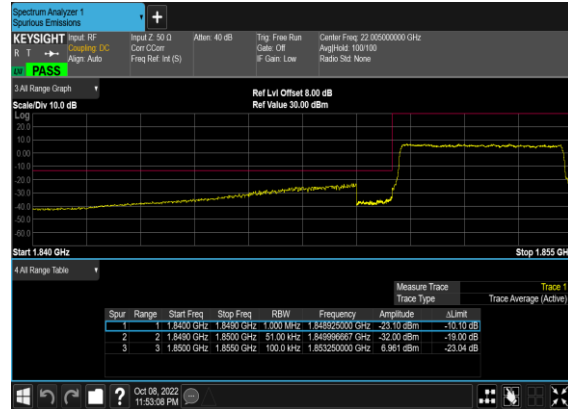 Spectrum Analyzer 1
Spurious Emissions
+
KEYSIGHT Input: RF Input Z: 50 Ω Atten: 40 dB Trig: Free Run Center Freq: 22.005000000 GHz
R T Coupling: DC Corr CCorr Gate: Off Avg|Hold: 100/100
Align: Auto Freq Ref: Int (S) IF Gain: Low Radio Std: None
PASS
3 All Range Graph
Ref Lvl Offset 8.00 dB
Scale/Div 10.0 dB Ref Value 30.00 dBm
Log
20.0
10.0
0.00
-10.0
-20.0
-30.0
-40.0
-50.0
-60.0
Start 1.840 GHz Stop 1.855 GH
4 All Range Table
Measure Trace Trace 1
Trace Type Trace Average (Active)
Spur Range Start Freq Stop Freq RBW Frequency Amplitude ΔLimit
1 1 1.8400 GHz 1.8490 GHz 1.000 MHz 1.848925000 GHz -23.10 dBm -10.10 dB
2 2 1.8490 GHz 1.8500 GHz 51.00 kHz 1.849996667 GHz -32.00 dBm -19.00 dB
3 3 1.8500 GHz 1.8550 GHz 100.0 kHz 1.853250000 GHz 6.961 dBm -23.04 dB
? Oct 08, 2022
11:53:08 PM